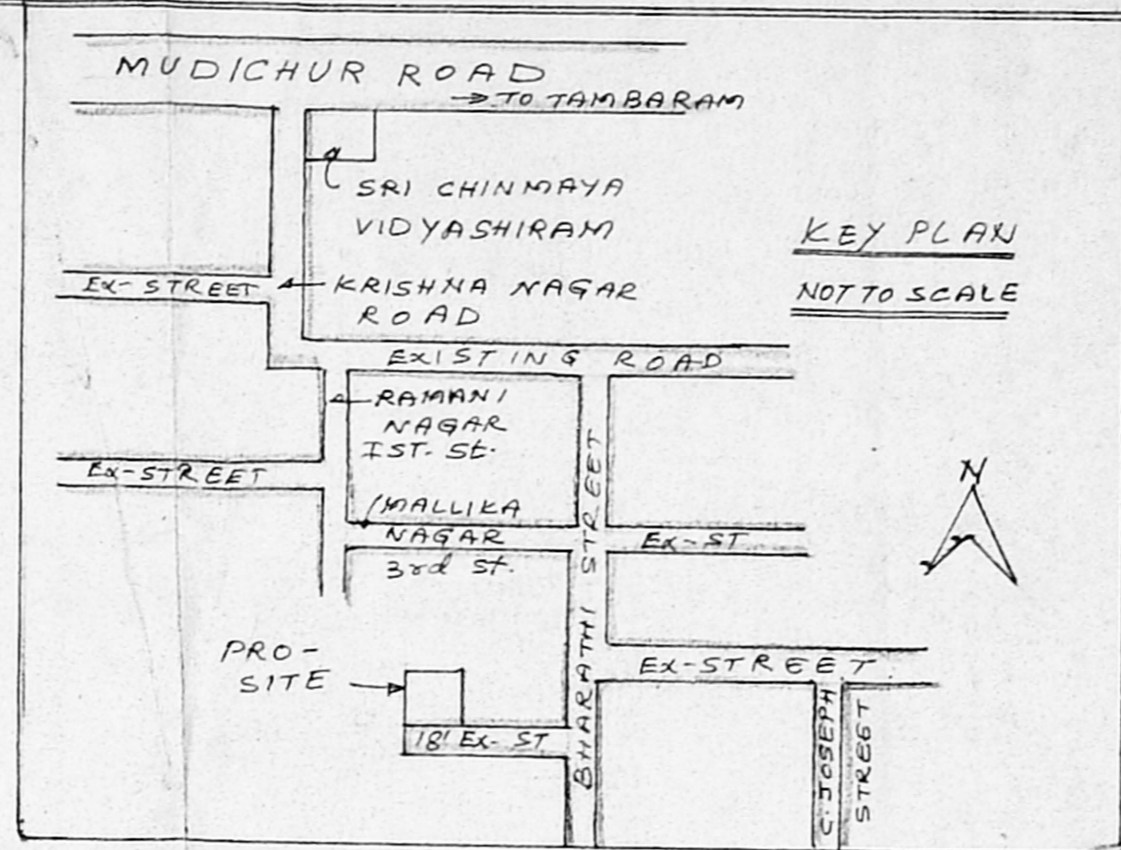 MUDICHUR ROAD
→ TO TAMBARAM
SRI CHINMAYA
VIDYASHIRAM
KEY PLAN
NOT TO SCALE
EX-STREET
KRISHNA NAGAR
ROAD
EXISTING ROAD
RAMANI
NAGAR
IST. St.
EX-STREET
MALLIKA
NAGAR
3rd St.
BHARATHI STREET
EX-ST
N
PRO-
SITE
EX-STREET
18' EX-ST
C. JOSEPH
STREET